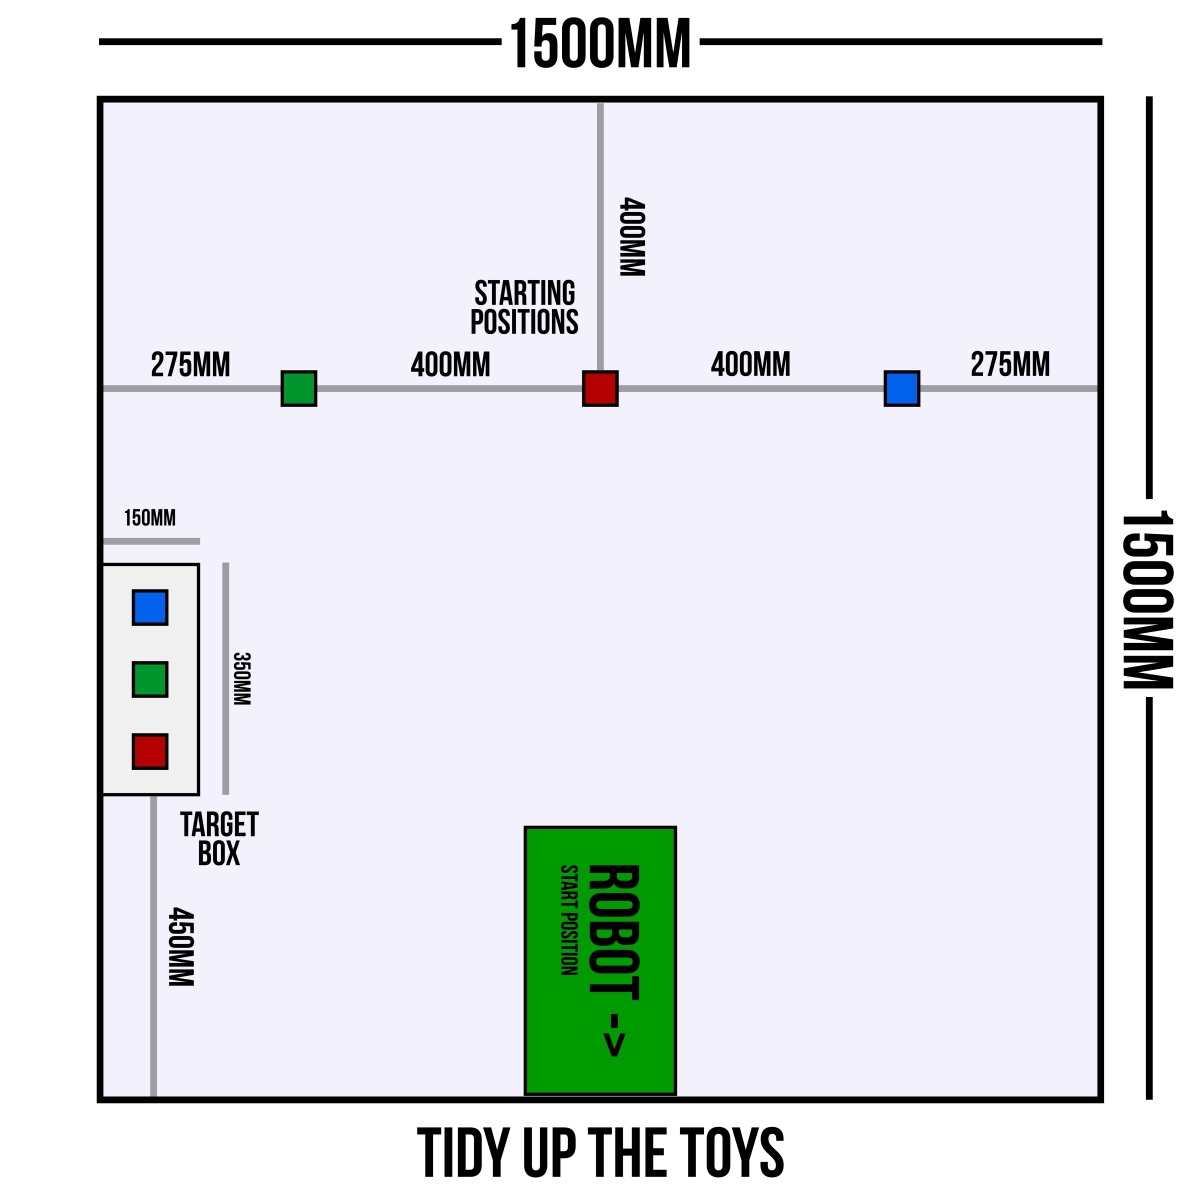 1500MM
400MM
STARTING
POSITIONS
275MM
400MM
400MM
275MM
150MM
1500MM
350MM
TARGET
BOX
450MM
ROBOT ->
START POSITION
TIDY UP THE TOYS